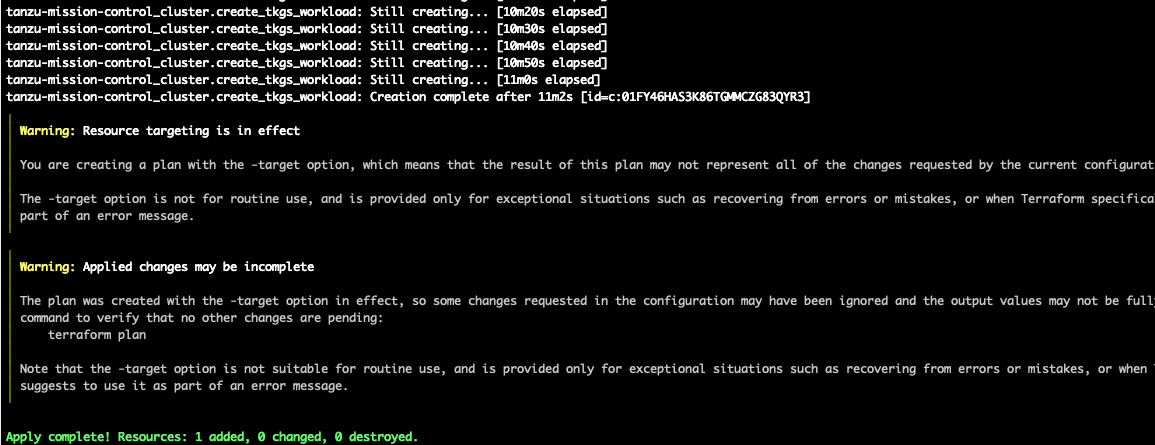 tanzu-mission-control_cluster.create_tkgs_workload: Still creating... [10m20s elapsed]
tanzu-mission-control_cluster.create_tkgs_workload: Still creating... [10m30s elapsed]
tanzu-mission-control_cluster.create_tkgs_workload: Still creating... [10m40s elapsed]
tanzu-mission-control_cluster.create_tkgs_workload: Still creating... [10m50s elapsed]
tanzu-mission-control_cluster.create_tkgs_workload: Still creating... [11m0s elapsed]
tanzu-mission-control_cluster.create_tkgs_workload: Creation complete after 11m2s [id=c:01FY46HAS3K86TGMMCZG83QYR3]
Warning: Resource targeting is in effect
You are creating a plan with the -target option, which means that the result of this plan may not represent all of the changes requested by the current configurat
The -target option is not for routine use, and is provided only for exceptional situations such as recovering from errors or mistakes, or when Terraform specifica
part of an error message.
Warning: Applied changes may be incomplete
The plan was created with the -target option in effect, so some changes requested in the configuration may have been ignored and the output values may not be full
command to verify that no other changes are pending:
terraform plan
Note that the -target option is not suitable for routine use, and is provided only for exceptional situations such as recovering from errors or mistakes, or when
suggests to use it as part of an error message.
Apply complete! Resources: 1 added, 0 changed, 0 destroyed.